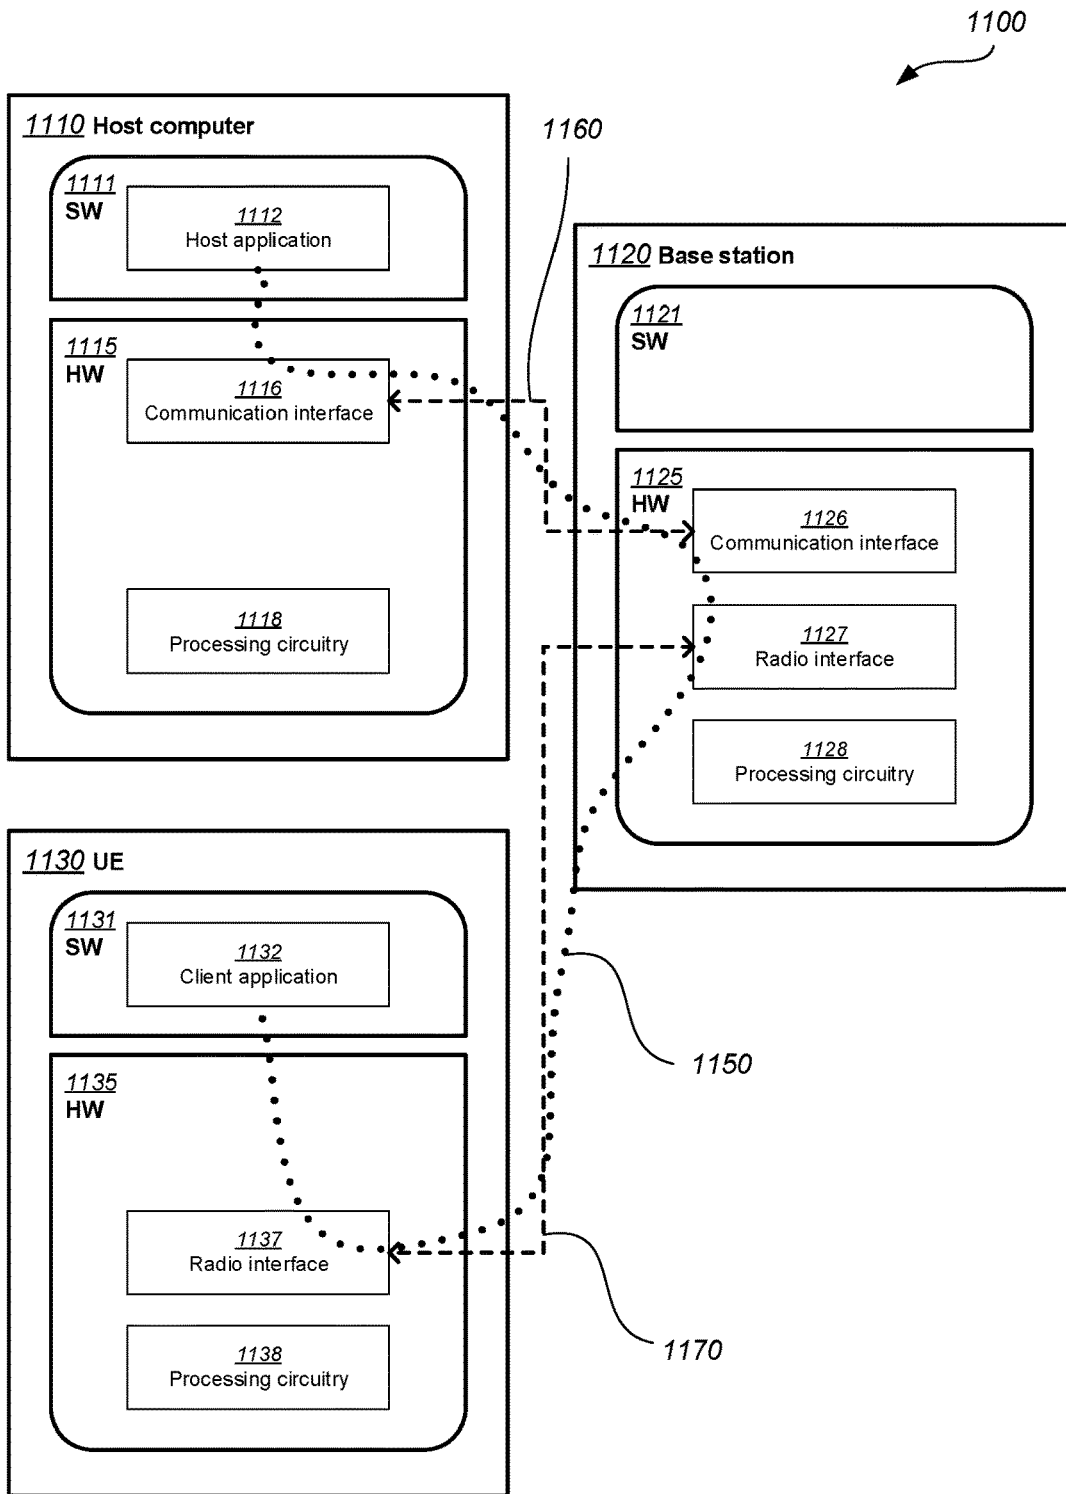 1100
1110 Host computer
1160
1111
SW
1112
Host application
1120 Base station
1121
SW
1115
HW
1116
Communication interface
1125
HW
1126
Communication interface
1118
Processing circuitry
1127
Radio interface
1128
Processing circuitry
1130 UE
1131
SW
1132
Client application
1150
1135
HW
1137
Radio interface
1170
1138
Processing circuitry